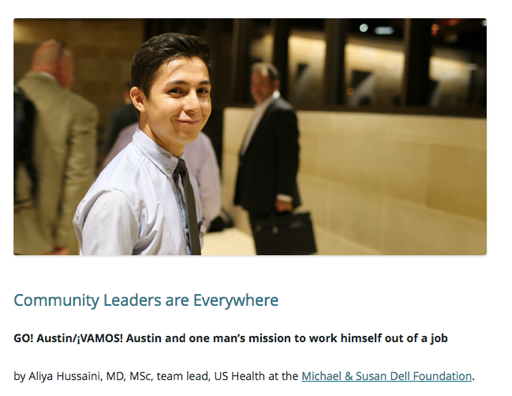 Community Leaders are Everywhere
GO! Austin/¡VAMOS! Austin and one man's mission to work himself out of a job
by Aliya Hussaini, MD, MSc, team lead, US Health at the Michael & Susan Dell Foundation.